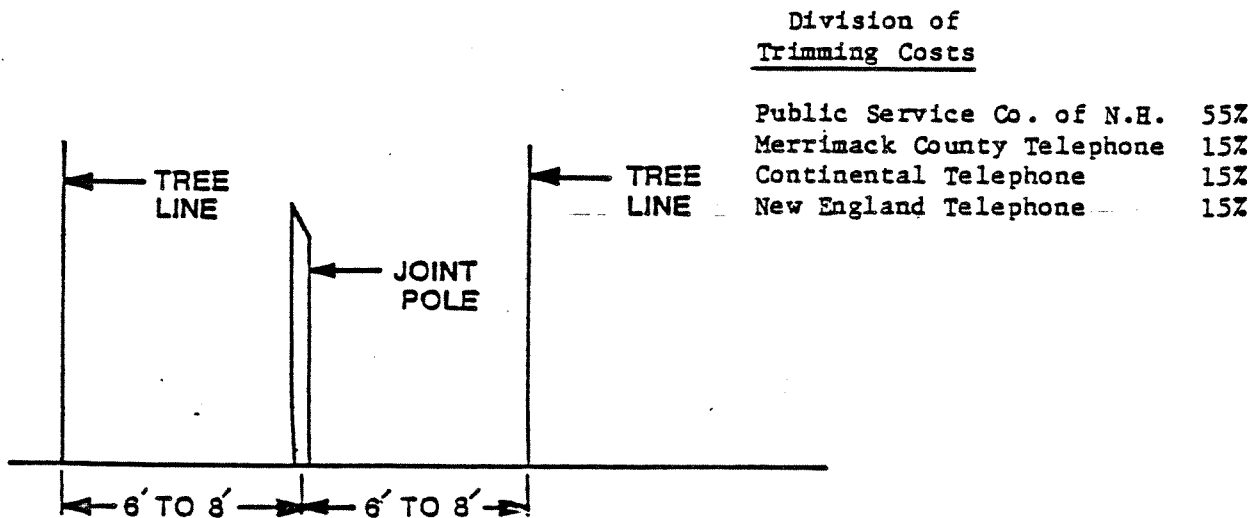 Division of
Trimming Costs
Public Service Co. of N.H. 55%
Merrimack County Telephone 15%
Continental Telephone 15%
New England Telephone 15%
TREE
LINE
TREE
LINE
JOINT
POLE
6' TO 8'
6' TO 8'